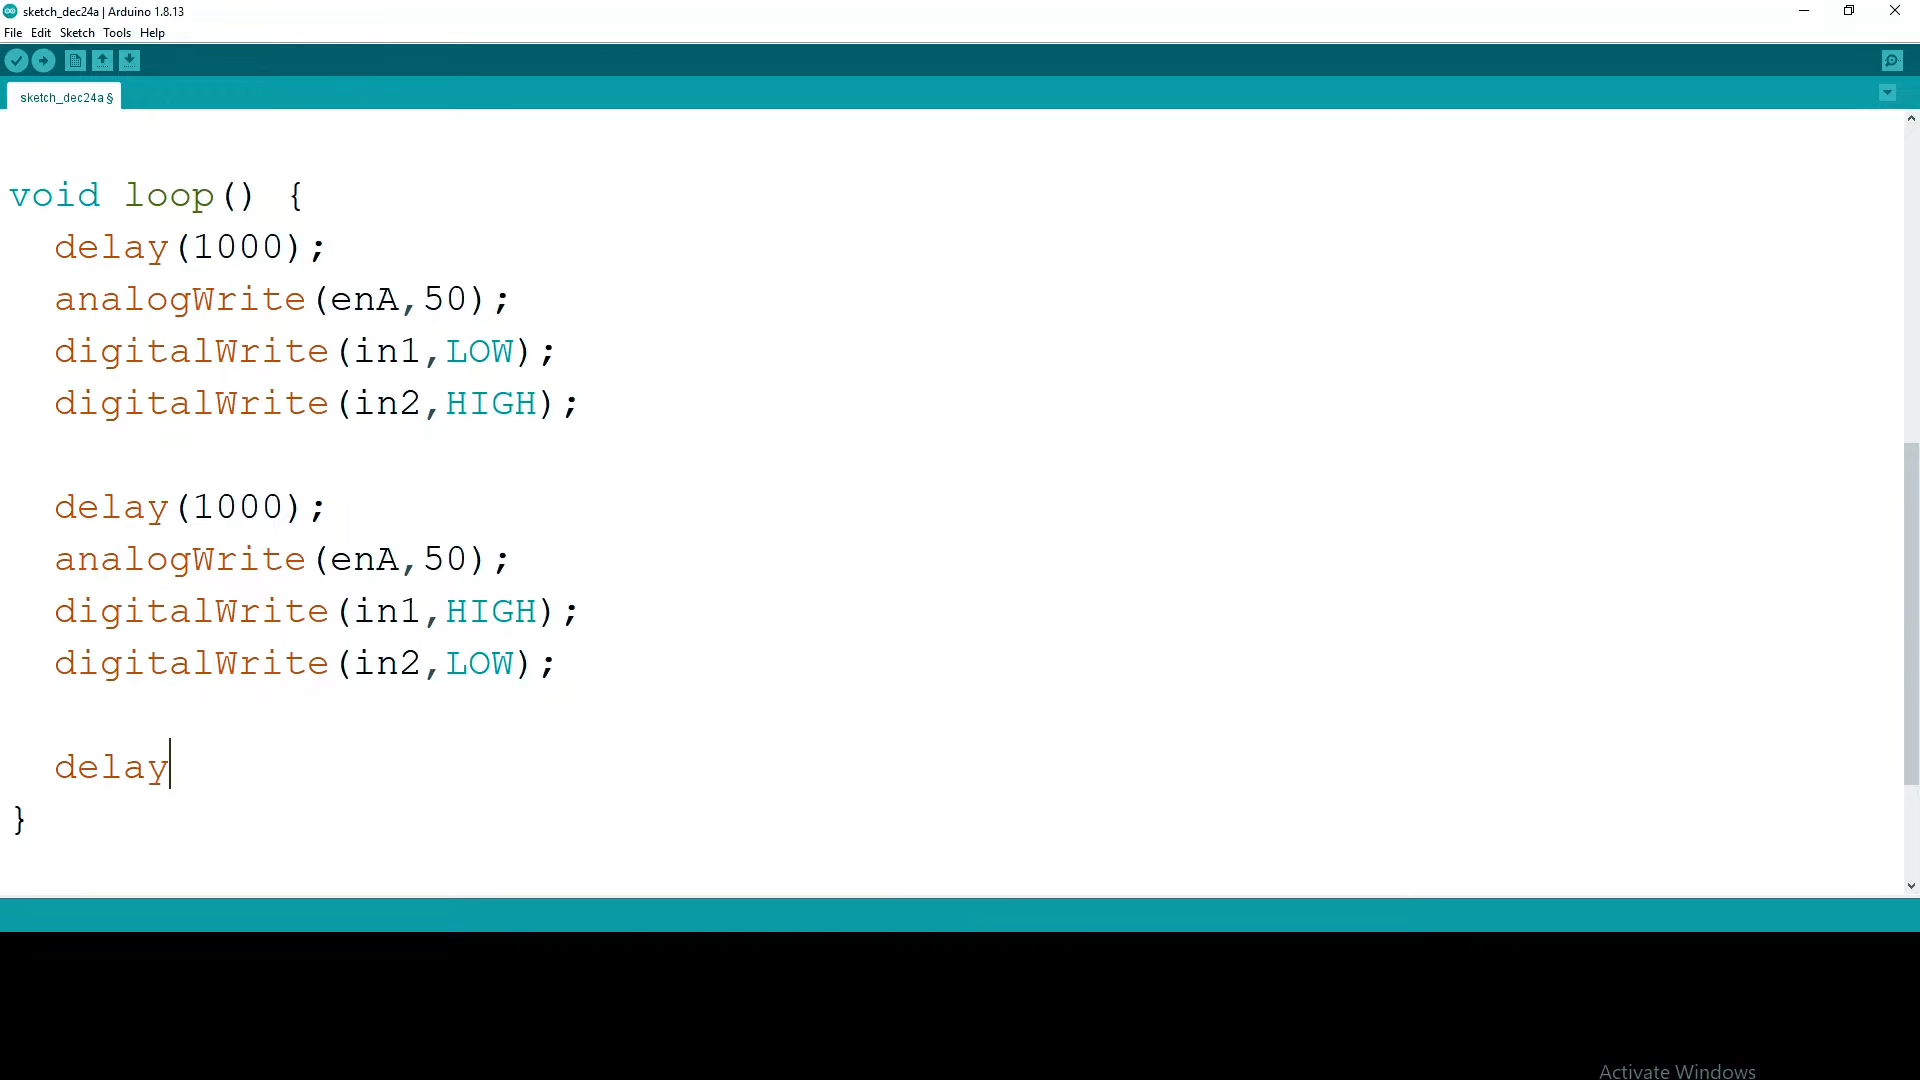 sketch_dec24a | Arduino 1.8.13
File Edit Sketch Tools Help
sketch_dec24a §
void loop() {
  delay(1000);
  analogWrite(enA,50);
  digitalWrite(in1,LOW);
  digitalWrite(in2,HIGH);
  delay(1000);
  analogWrite(enA,50);
  digitalWrite(in1,HIGH);
  digitalWrite(in2,LOW);
  delay
}
Activate Windows